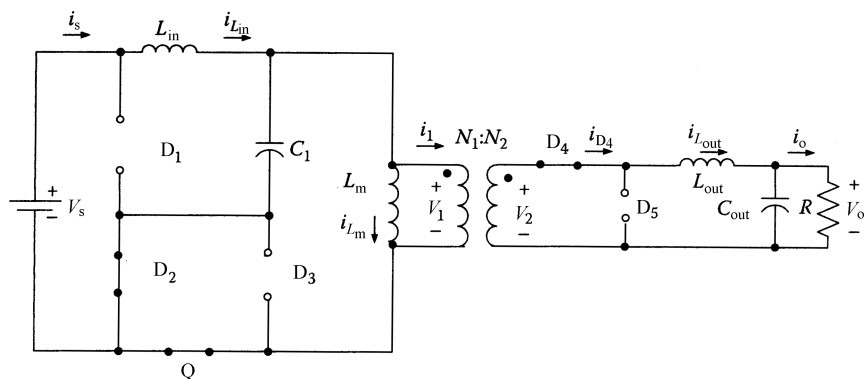 i_s
L_in
i_Lin
D_1
C_1
V_s
+
−
D_2
D_3
Q
L_m
i_Lm
i_1
N_1:N_2
+
V_1
−
+
V_2
−
D_4
i_D4
D_5
i_Lout
L_out
C_out
i_o
R
+
V_o
−